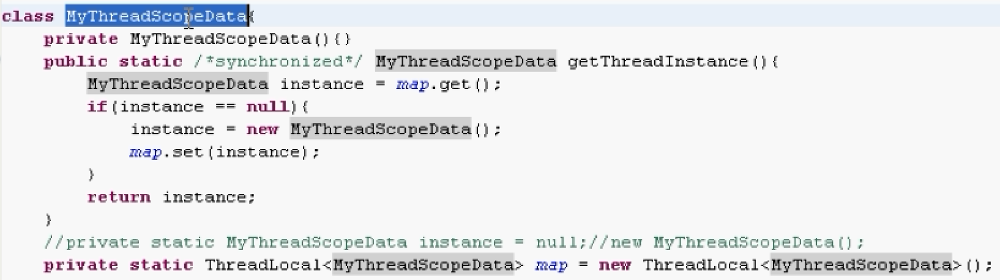 class MyThreadScopeData{
private MyThreadScopeData(){}
public static /*synchronized*/ MyThreadScopeData getThreadInstance(){
MyThreadScopeData instance = map.get();
if(instance == null){
instance = new MyThreadScopeData();
map.set(instance);
}
return instance;
}
//private static MyThreadScopeData instance = null;//new MyThreadScopeData();
private static ThreadLocal<MyThreadScopeData> map = new ThreadLocal<MyThreadScopeData>();